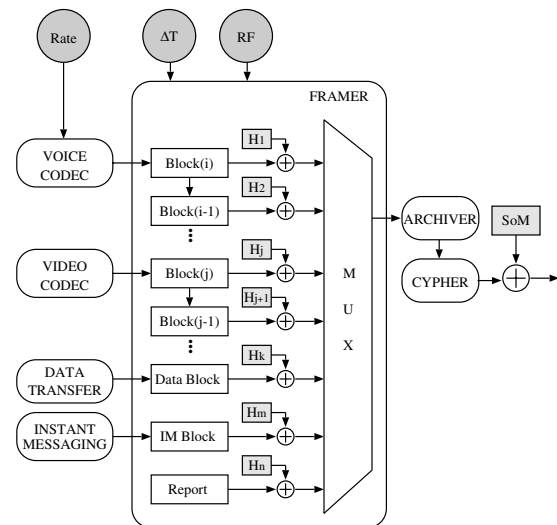 Rate
ΔT
RF
FRAMER
VOICE
CODEC
Block(i)
H1
Block(i-1)
H2
VIDEO
CODEC
Block(j)
Hj
Block(j-1)
Hj+1
DATA
TRANSFER
Data Block
Hk
INSTANT
MESSAGING
IM Block
Hm
Report
Hn
M
U
X
ARCHIVER
CYPHER
SoM